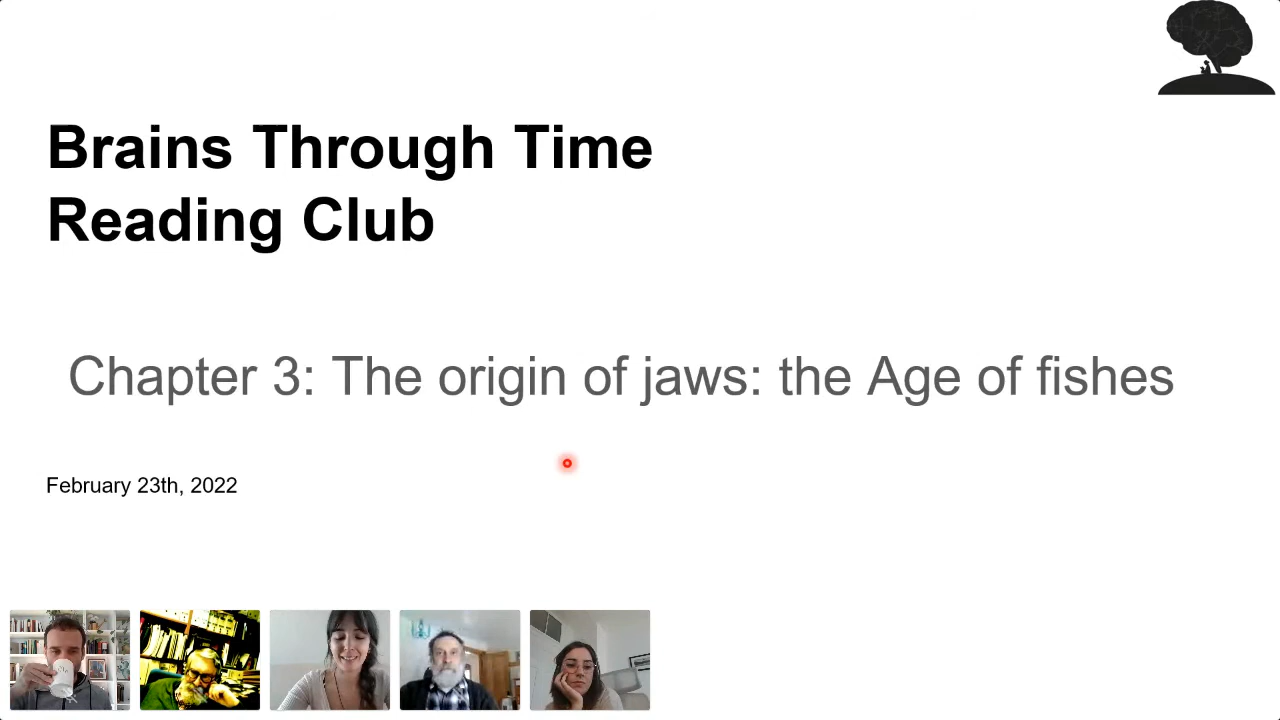 Brains Through Time
Reading Club
Chapter 3: The origin of jaws: the Age of fishes
February 23th, 2022